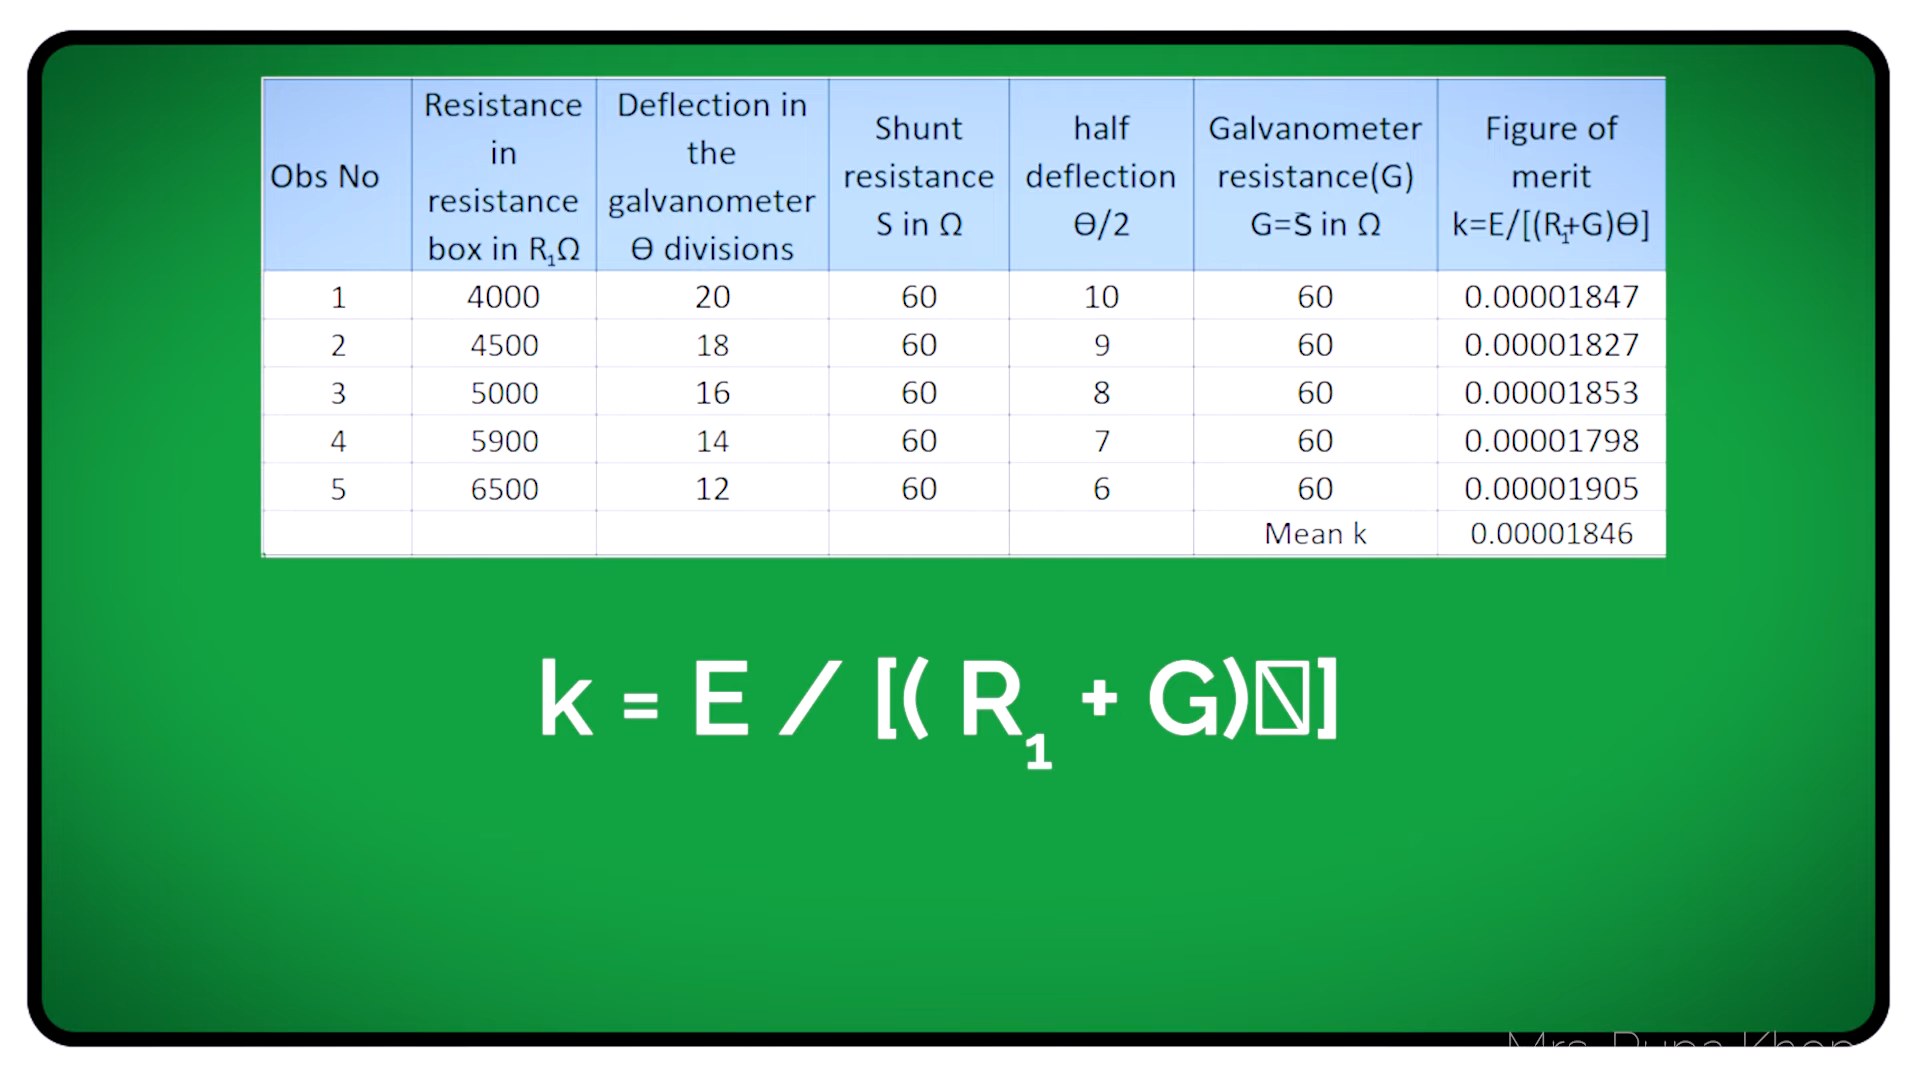 Obs No | Resistance in resistance box in R₁Ω | Deflection in the galvanometer Ө divisions | Shunt resistance S in Ω | half deflection Ө/2 | Galvanometer resistance(G) G=S in Ω | Figure of merit k=E/[(R₁+G)Ө]
1 | 4000 | 20 | 60 | 10 | 60 | 0.00001847
2 | 4500 | 18 | 60 | 9 | 60 | 0.00001827
3 | 5000 | 16 | 60 | 8 | 60 | 0.00001853
4 | 5900 | 14 | 60 | 7 | 60 | 0.00001798
5 | 6500 | 12 | 60 | 6 | 60 | 0.00001905
Mean k | 0.00001846
k = E / [( R₁ + G)]
Mrs.